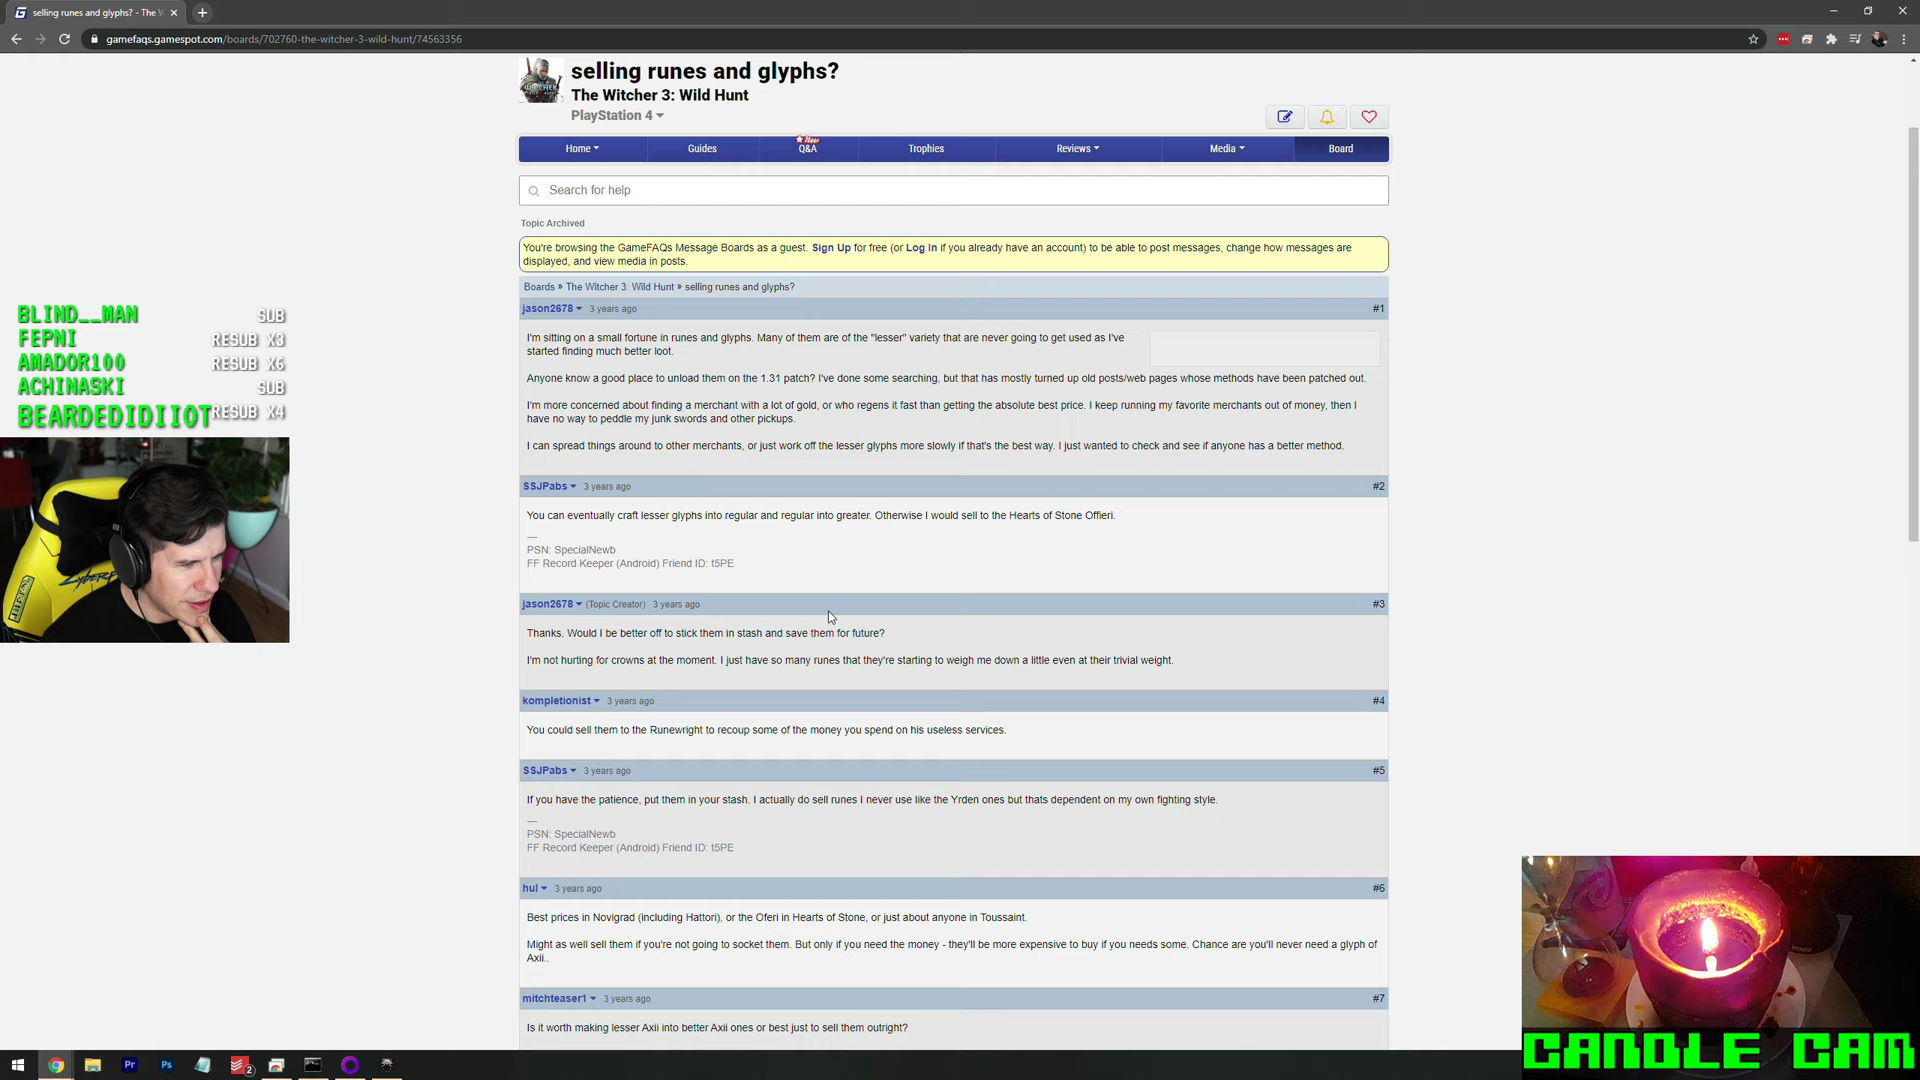 selling runes and glyphs? - The W
gamefaqs.gamespot.com/boards/702760-the-witcher-3-wild-hunt/74563356
selling runes and glyphs?
The Witcher 3: Wild Hunt
PlayStation 4
Home
Guides
New
Q&A
Trophies
Reviews
Media
Board
Search for help
Topic Archived
You're browsing the GameFAQs Message Boards as a guest. Sign Up for free (or Log In if you already have an account) to be able to post messages, change how messages are
displayed, and view media in posts.
Boards » The Witcher 3: Wild Hunt » selling runes and glyphs?
jason2678 3 years ago #1
I'm sitting on a small fortune in runes and glyphs. Many of them are of the "lesser" variety that are never going to get used as I've
started finding much better loot.
Anyone know a good place to unload them on the 1.31 patch? I've done some searching, but that has mostly turned up old posts/web pages whose methods have been patched out.
I'm more concerned about finding a merchant with a lot of gold, or who regens it fast than getting the absolute best price. I keep running my favorite merchants out of money, then I
have no way to peddle my junk swords and other pickups.
I can spread things around to other merchants, or just work off the lesser glyphs more slowly if that's the best way. I just wanted to check and see if anyone has a better method.
SSJPabs 3 years ago #2
You can eventually craft lesser glyphs into regular and regular into greater. Otherwise I would sell to the Hearts of Stone Offieri.
---
PSN: SpecialNewb
FF Record Keeper (Android) Friend ID: t5PE
jason2678 (Topic Creator) 3 years ago #3
Thanks. Would I be better off to stick them in stash and save them for future?
I'm not hurting for crowns at the moment. I just have so many runes that they're starting to weigh me down a little even at their trivial weight.
kompletionist 3 years ago #4
You could sell them to the Runewright to recoup some of the money you spend on his useless services.
SSJPabs 3 years ago #5
If you have the patience, put them in your stash. I actually do sell runes I never use like the Yrden ones but thats dependent on my own fighting style.
---
PSN: SpecialNewb
FF Record Keeper (Android) Friend ID: t5PE
hul 3 years ago #6
Best prices in Novigrad (including Hattori), or the Oferi in Hearts of Stone, or just about anyone in Toussaint.
Might as well sell them if you're not going to socket them. But only if you need the money - they'll be more expensive to buy if you needs some. Chance are you'll never need a glyph of
Axii..
mitchteaser1 3 years ago #7
Is it worth making lesser Axii into better Axii ones or best just to sell them outright?
BLIND__MAN SUB
FEPNI RESUB X3
AMADOR100 RESUB X6
ACHINASKI SUB
BEARDEDIDIIOT RESUB X4
CANDLE CAM
Pr
Ps
2